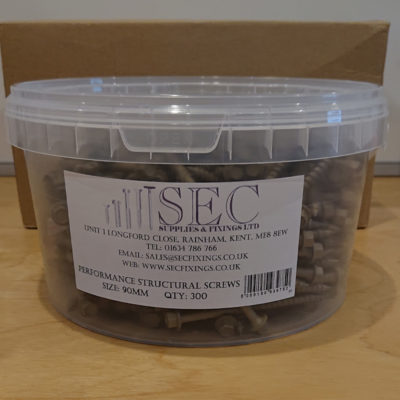 SEC
SUPPLIES & FIXINGS LTD
UNIT 1 LONGFORD CLOSE, RAINHAM, KENT. ME8 8EW
TEL: 01634 786 766
EMAIL: SALES@SECFIXINGS.CO.UK
WEB: WWW.SECFIXINGS.CO.UK
PERFORMANCE STRUCTURAL SCREWS
SIZE: 90MM QTY: 300